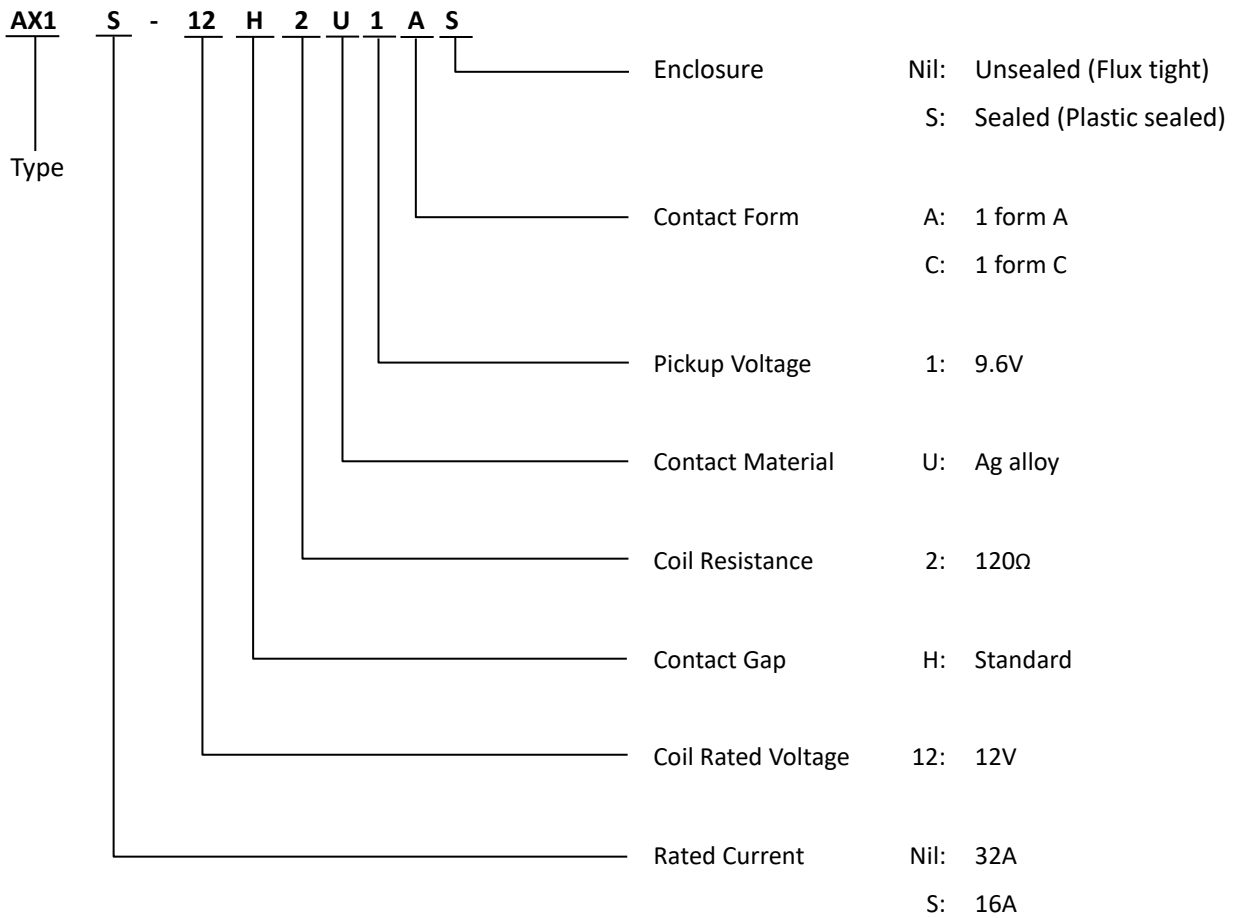 AX1 S - 12 H 2 U 1 A S
Enclosure Nil: Unsealed (Flux tight)
S: Sealed (Plastic sealed)
Type
Contact Form A: 1 form A
C: 1 form C
Pickup Voltage 1: 9.6V
Contact Material U: Ag alloy
Coil Resistance 2: 120Ω
Contact Gap H: Standard
Coil Rated Voltage 12: 12V
Rated Current Nil: 32A
S: 16A